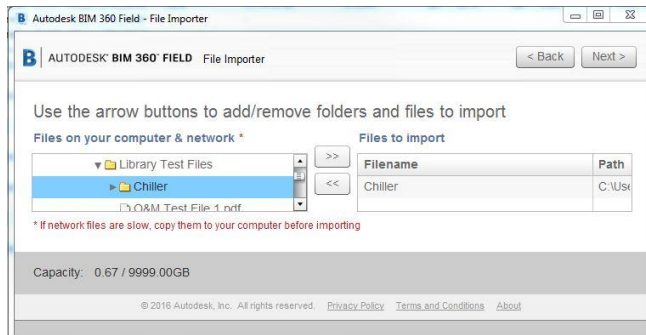 Autodesk BIM 360 Field - File Importer
AUTODESK® BIM 360® FIELD File Importer
< Back Next >
Use the arrow buttons to add/remove folders and files to import
Files on your computer & network * Files to import
Library Test Files >> Filename Path
Chiller << Chiller C:\Use
O&M Test File 1.pdf
* If network files are slow, copy them to your computer before importing
Capacity: 0.67 / 9999.00GB
© 2016 Autodesk, Inc. All rights reserved. Privacy Policy Terms and Conditions About